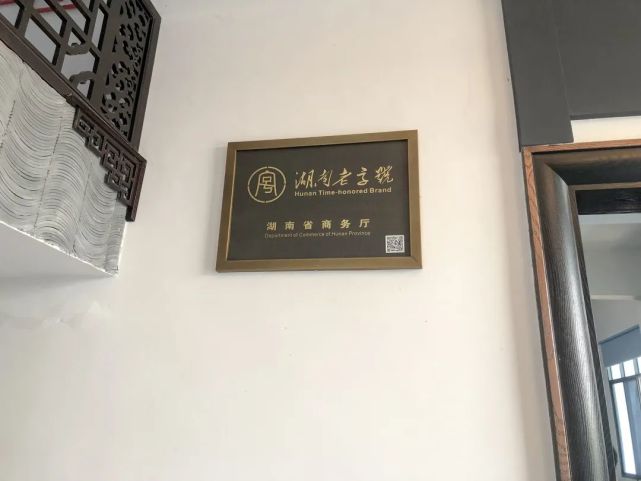 湖南老字號
Hunan Time-honored Brand
湖南省商务厅
Department of Commerce of Hunan Province